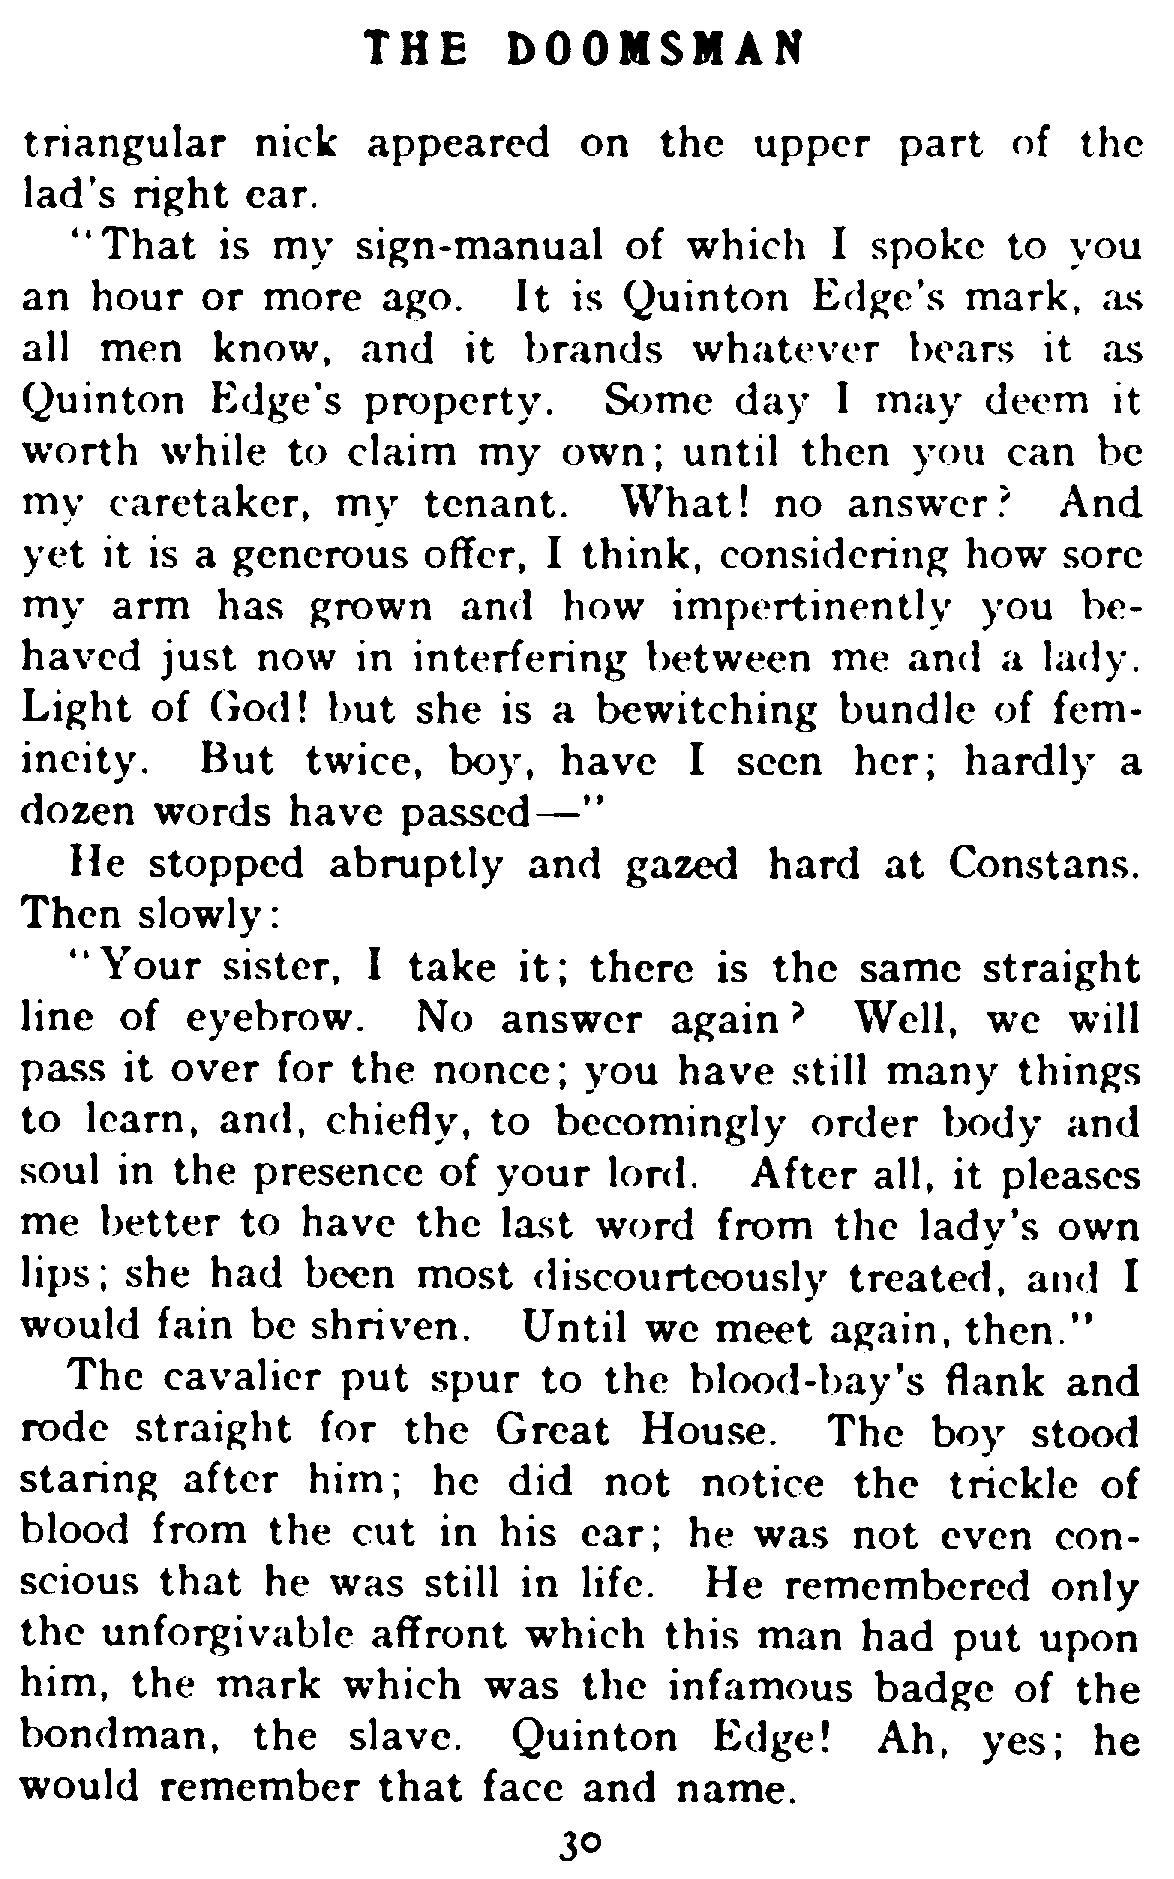 THE DOOMSMAN
triangular nick appeared on the upper part of the
lad's right ear.
"That is my sign-manual of which I spoke to you
an hour or more ago. It is Quinton Edge's mark, as
all men know, and it brands whatever bears it as
Quinton Edge's property. Some day I may deem it
worth while to claim my own; until then you can be
my caretaker, my tenant. What! no answer? And
yet it is a generous offer, I think, considering how sore
my arm has grown and how impertinently you be-
haved just now in interfering between me and a lady.
Light of God! but she is a bewitching bundle of fem-
ineity. But twice, boy, have I seen her; hardly a
dozen words have passed—"
He stopped abruptly and gazed hard at Constans.
Then slowly:
"Your sister, I take it; there is the same straight
line of eyebrow. No answer again? Well, we will
pass it over for the nonce; you have still many things
to learn, and, chiefly, to becomingly order body and
soul in the presence of your lord. After all, it pleases
me better to have the last word from the lady's own
lips; she had been most discourteously treated, and I
would fain be shriven. Until we meet again, then."
The cavalier put spur to the blood-bay's flank and
rode straight for the Great House. The boy stood
staring after him; he did not notice the trickle of
blood from the cut in his ear; he was not even con-
scious that he was still in life. He remembered only
the unforgivable affront which this man had put upon
him, the mark which was the infamous badge of the
bondman, the slave. Quinton Edge! Ah, yes; he
would remember that face and name.
30